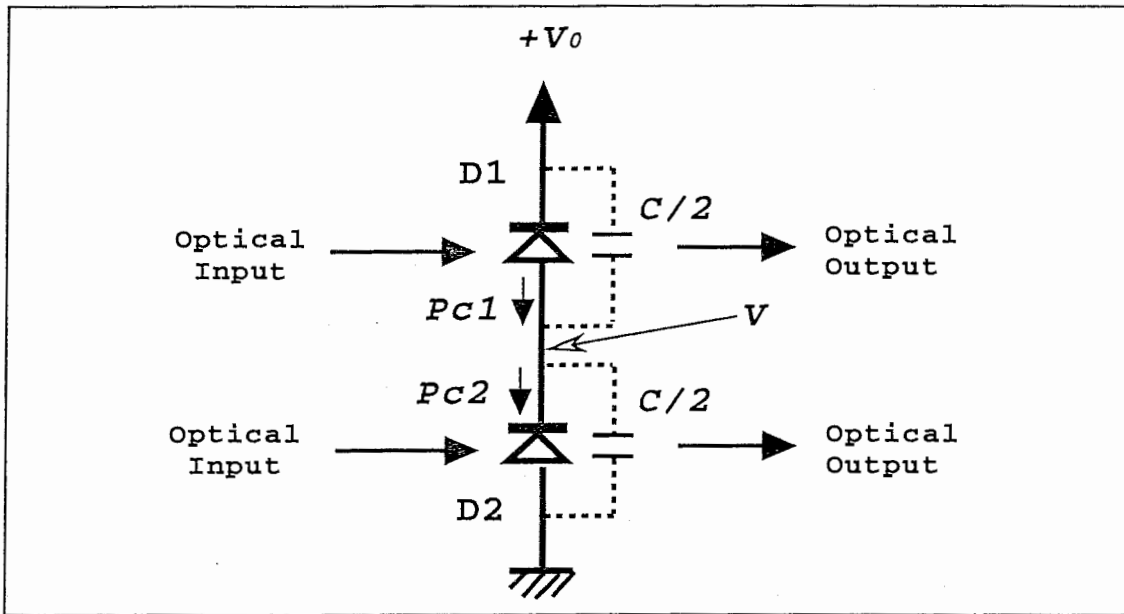 +V0
D1
C/2
Optical
Input
Optical
Output
Pc1
V
Pc2
C/2
Optical
Input
Optical
Output
D2